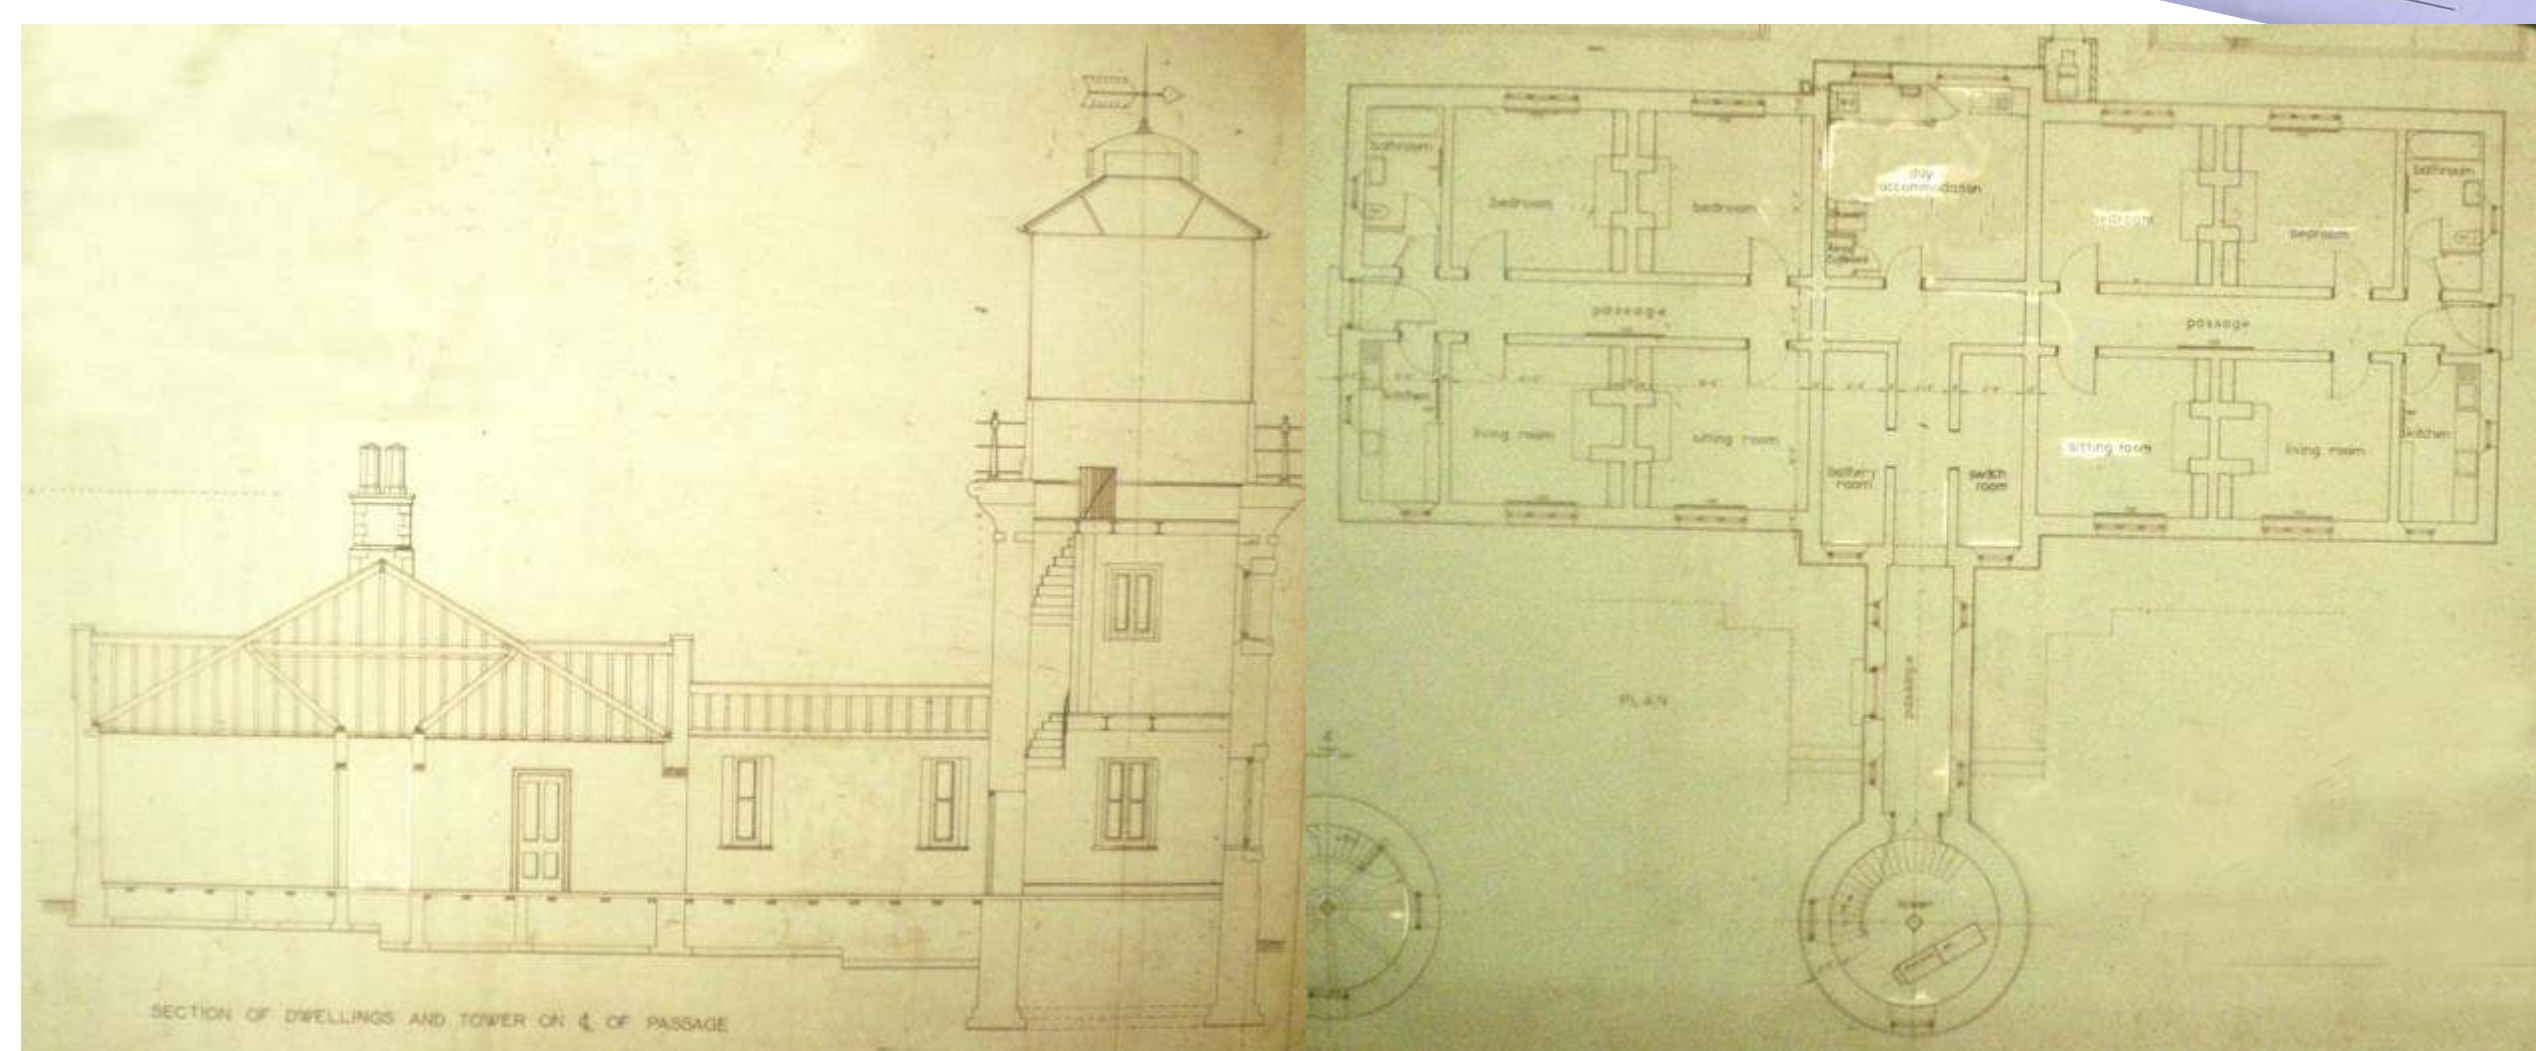 SECTION OF DWELLINGS AND TOWER ON ℄ OF PASSAGE
bathroom
bedroom
bedroom
day
accommodation
bedroom
bedroom
bathroom
passage
passage
kitchen
living room
sitting room
battery
room
switch
room
sitting room
living room
kitchen
PLAN
passage
tower